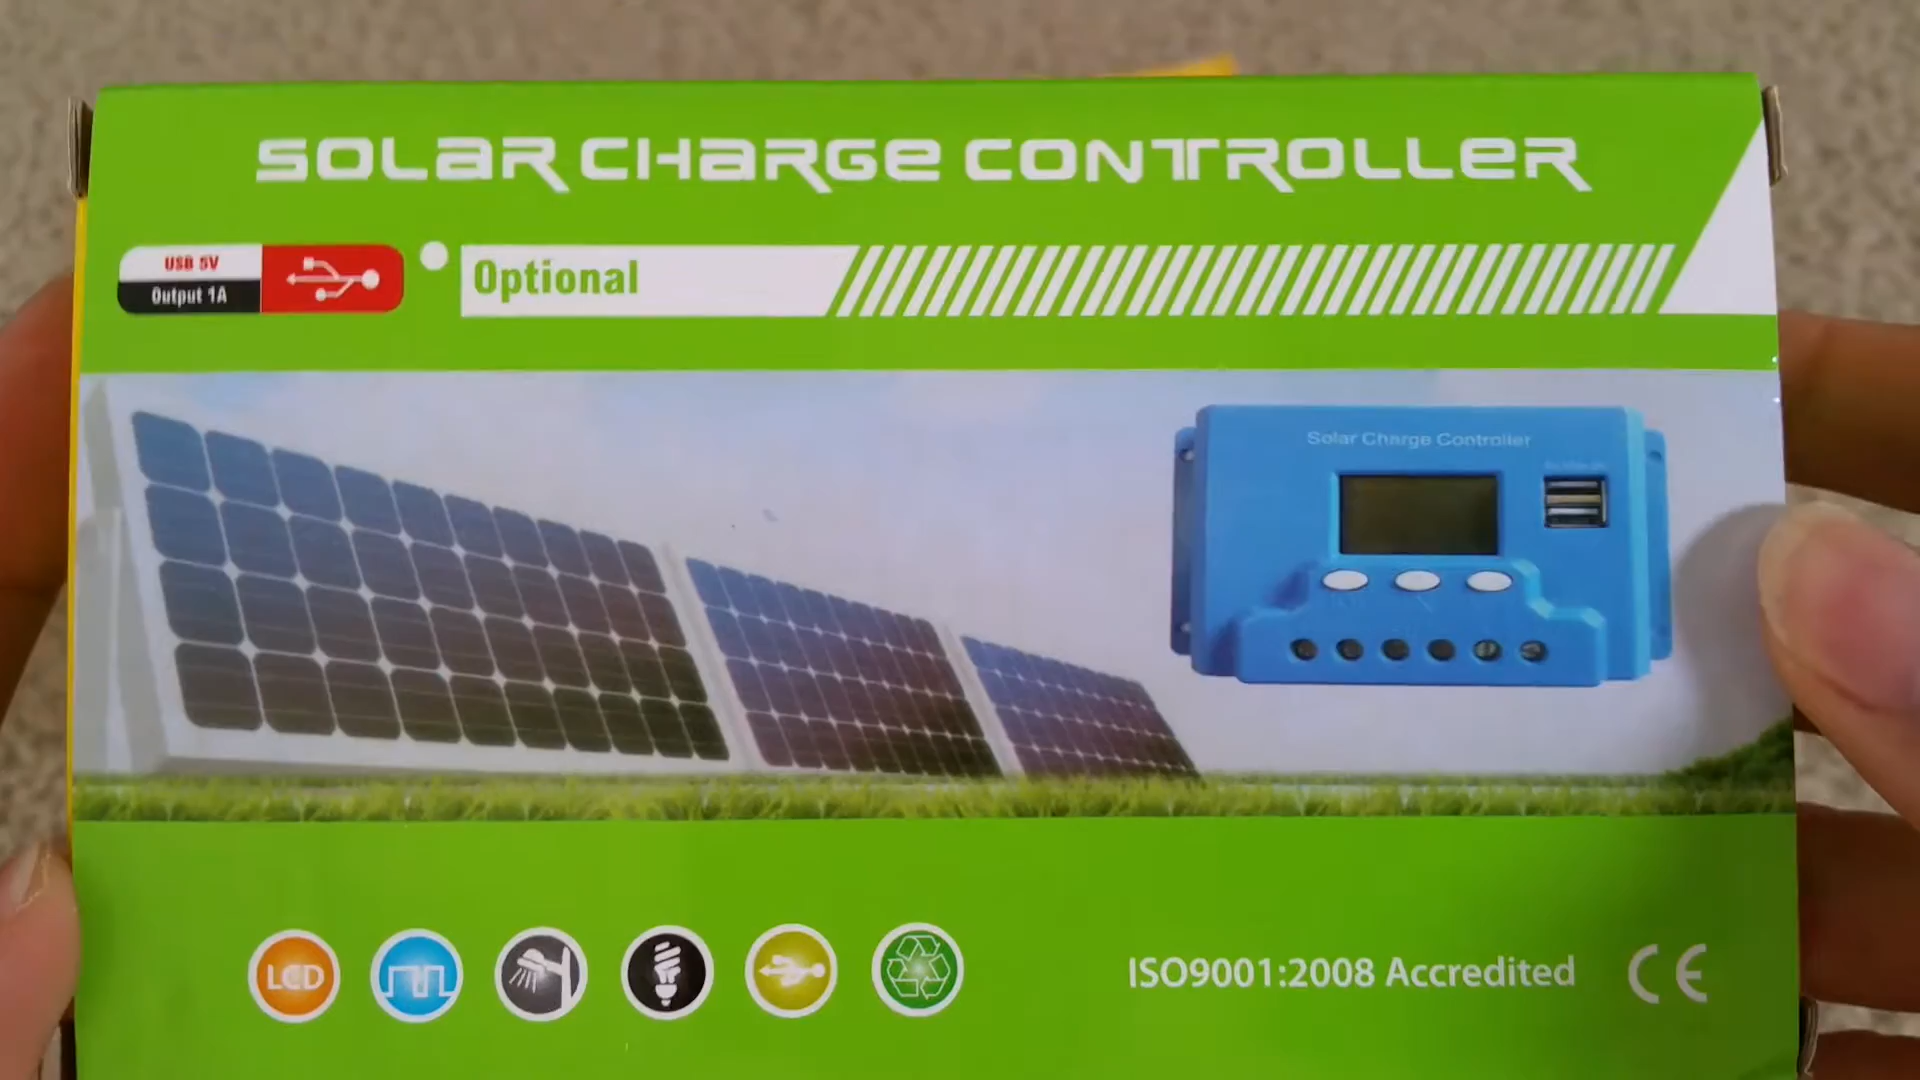 SOLAR CHARGE CONTROLLER
USB 5V
Output 1A
Optional
Solar Charge Controller
LCD
ISO9001:2008 Accredited
CE